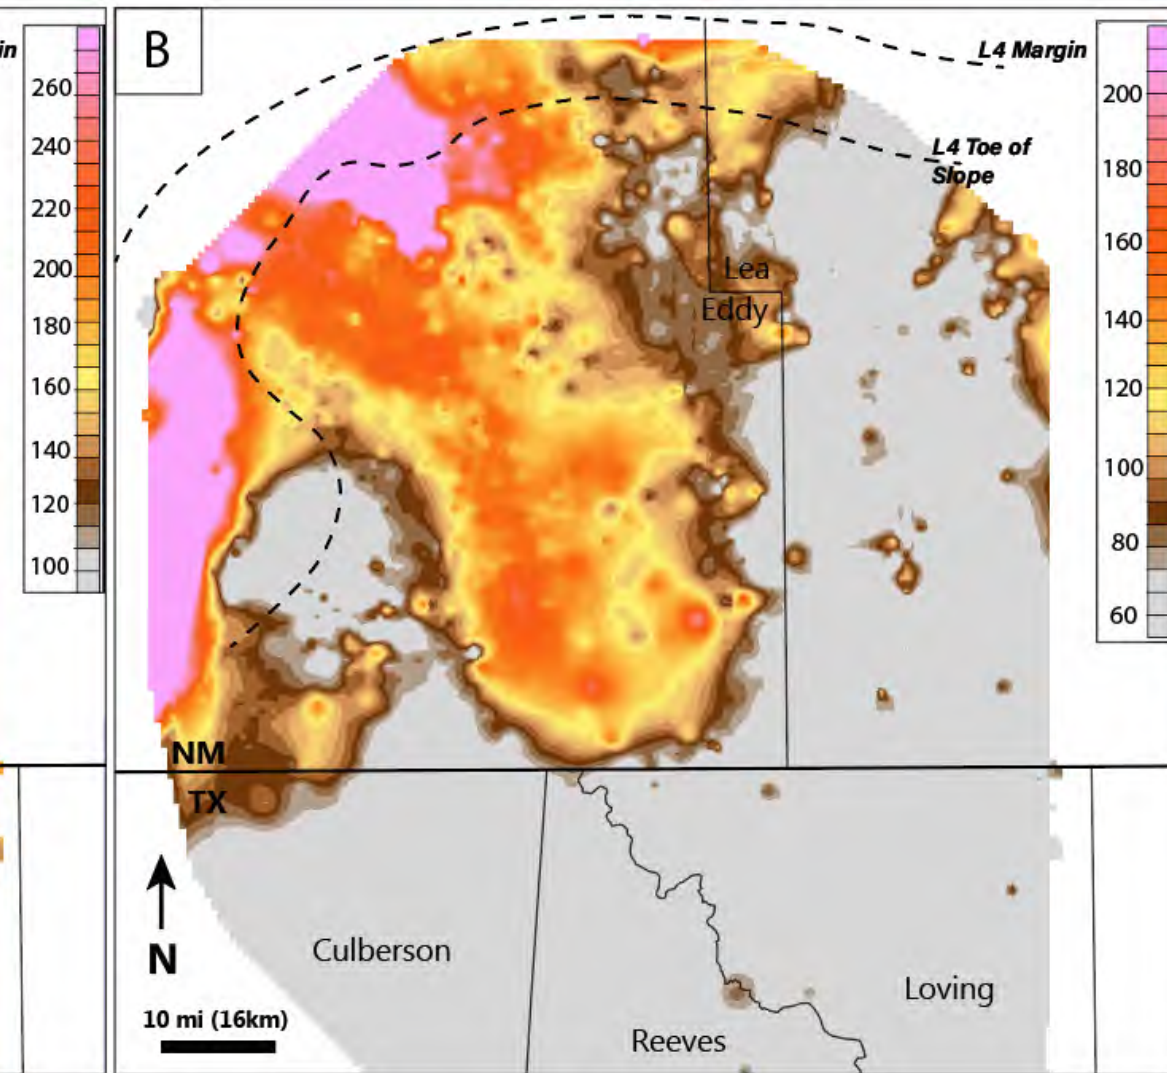 in
260
240
220
200
180
160
140
120
100
B
L4 Margin
L4 Toe of
Slope
Lea
Eddy
NM
TX
N
10 mi (16km)
Culberson
Reeves
Loving
200
180
160
140
120
100
80
60